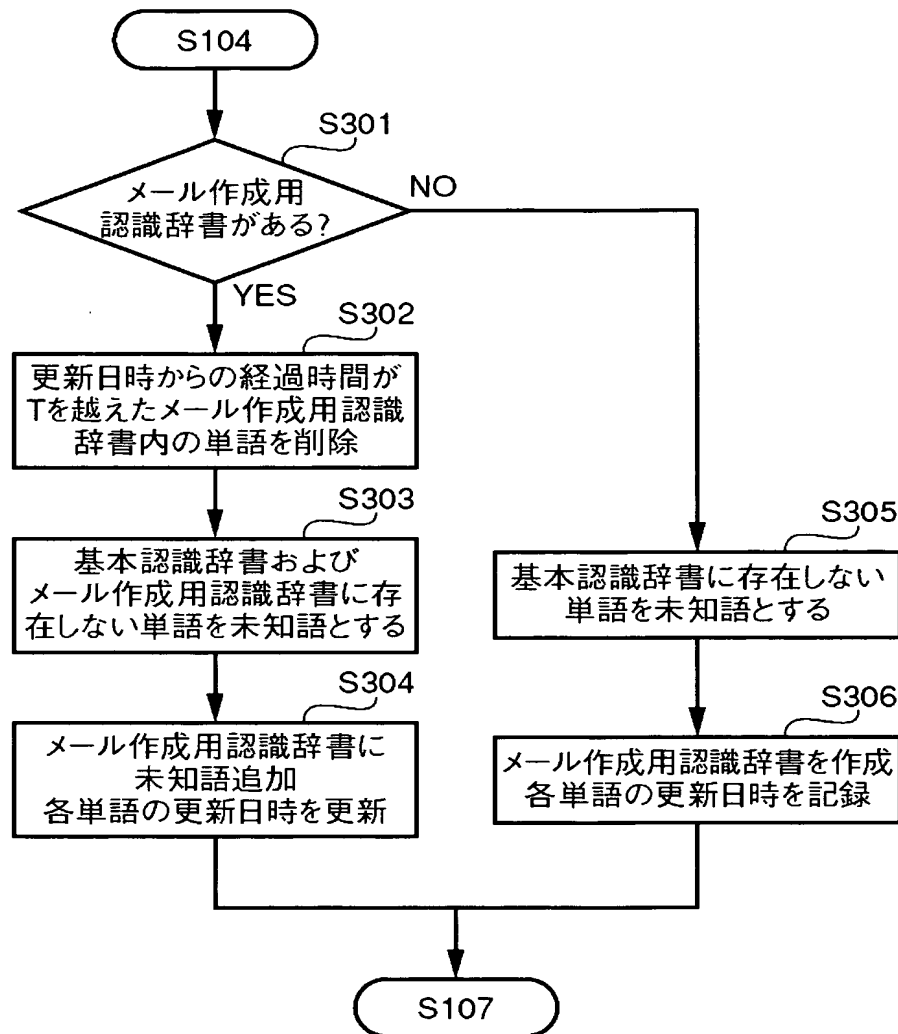 S104
S301
メール作成用
認識辞書がある?
NO
YES
S302
更新日時からの経過時間が
Tを越えたメール作成用認識
辞書内の単語を削除
S303
基本認識辞書および
メール作成用認識辞書に存
在しない単語を未知語とする
S304
メール作成用認識辞書に
未知語追加
各単語の更新日時を更新
S305
基本認識辞書に存在しない
単語を未知語とする
S306
メール作成用認識辞書を作成
各単語の更新日時を記録
S107